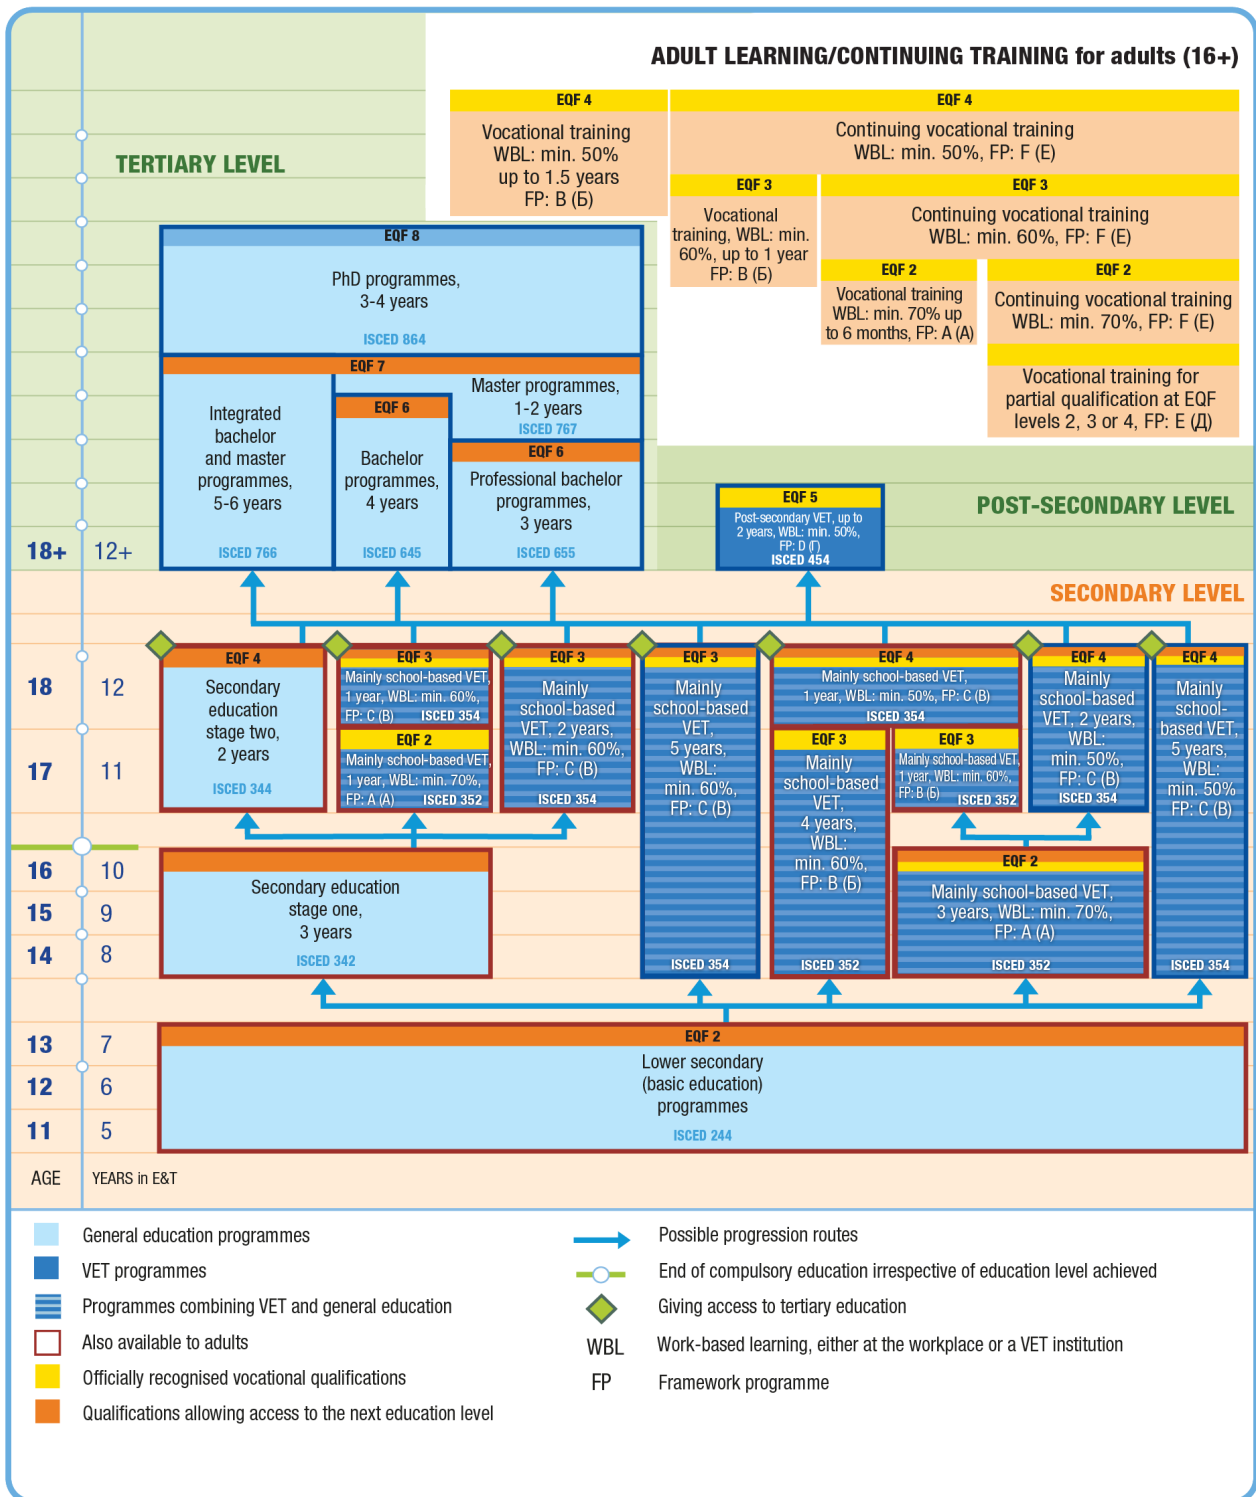 ADULT LEARNING/CONTINUING TRAINING for adults (16+)
EQF 4
Vocational training
WBL: min. 50%
up to 1.5 years
FP: B (Б)
EQF 4
Continuing vocational training
WBL: min. 50%, FP: F (E)
EQF 3
Vocational
training, WBL: min.
60%, up to 1 year
FP: B (Б)
EQF 3
Continuing vocational training
WBL: min. 60%, FP: F (E)
EQF 2
Vocational training
WBL: min. 70% up
to 6 months, FP: A (A)
EQF 2
Continuing vocational training
WBL: min. 70%, FP: F (E)
Vocational training for
partial qualification at EQF
levels 2, 3 or 4, FP: E (Д)
TERTIARY LEVEL
EQF 8
PhD programmes,
3-4 years
ISCED 864
EQF 7
Integrated
bachelor
and master
programmes,
5-6 years
ISCED 766
Master programmes,
1-2 years
ISCED 767
EQF 6
Bachelor
programmes,
4 years
ISCED 645
EQF 6
Professional bachelor
programmes,
3 years
ISCED 655
POST-SECONDARY LEVEL
EQF 5
Post-secondary VET, up to
2 years, WBL: min. 50%,
FP: D (Г)
ISCED 454
18+ 12+
SECONDARY LEVEL
EQF 4
Secondary
education
stage two,
2 years
ISCED 344
EQF 3
Mainly school-based VET,
1 year, WBL: min. 60%,
FP: C (B) ISCED 354
EQF 2
Mainly school-based VET,
1 year, WBL: min. 70%,
FP: A (A) ISCED 352
EQF 3
Mainly
school-based
VET, 2 years,
WBL: min. 60%,
FP: C (B)
ISCED 354
EQF 3
Mainly
school-based
VET,
5 years,
WBL:
min. 60%,
FP: C (B)
ISCED 354
EQF 4
Mainly school-based VET,
1 year, WBL: min. 50%, FP: C (B)
ISCED 354
EQF 3
Mainly
school-based
VET,
4 years,
WBL:
min. 60%,
FP: B (Б)
ISCED 352
EQF 3
Mainly school-based VET,
1 year, WBL: min. 60%,
FP: B (Б)
ISCED 352
EQF 4
Mainly
school-based
VET, 2 years,
WBL:
min. 50%,
FP: C (B)
ISCED 354
EQF 4
Mainly
school-
based VET,
5 years,
WBL:
min. 50%
FP: C (B)
ISCED 354
18 12
17 11
16 10
15 9
14 8
Secondary education
stage one,
3 years
ISCED 342
EQF 2
Mainly school-based VET,
3 years, WBL: min. 70%,
FP: A (A)
ISCED 352
13 7
12 6
11 5
EQF 2
Lower secondary
(basic education)
programmes
ISCED 244
AGE YEARS in E&T
General education programmes
VET programmes
Programmes combining VET and general education
Also available to adults
Officially recognised vocational qualifications
Qualifications allowing access to the next education level
Possible progression routes
End of compulsory education irrespective of education level achieved
Giving access to tertiary education
WBL Work-based learning, either at the workplace or a VET institution
FP Framework programme